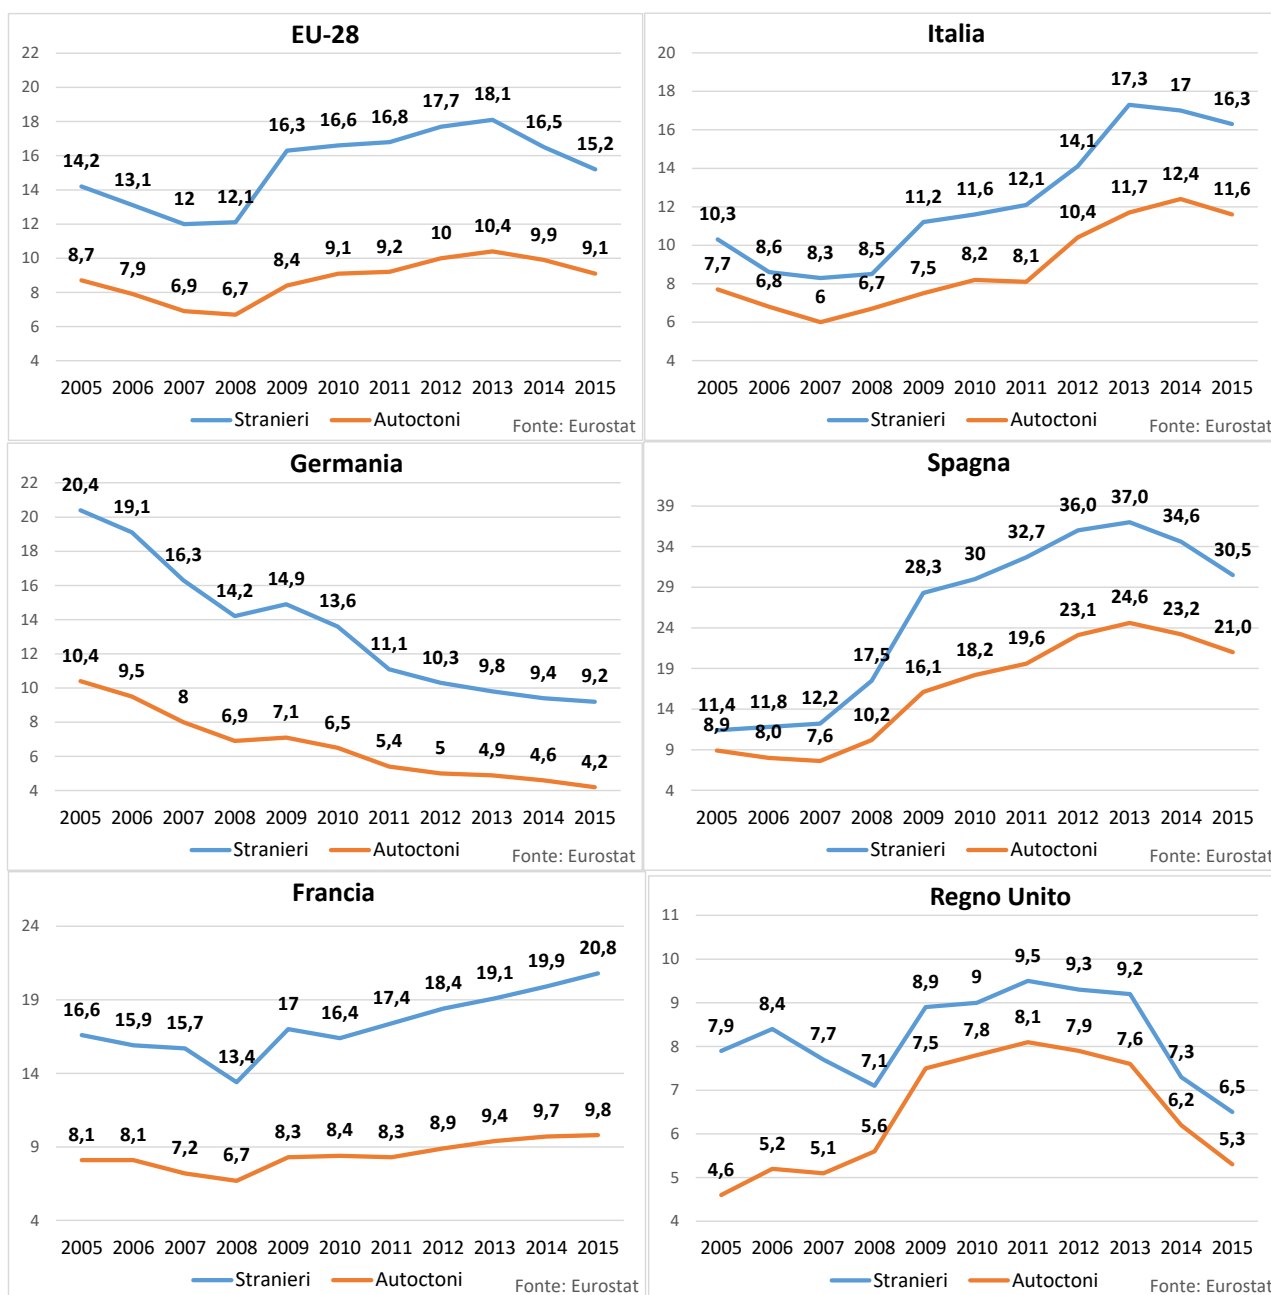 EU-28
22
20
18
16
14
12
10
8
6
4
14,2 13,1 12 12,1 16,3 16,6 16,8 17,7 18,1 16,5 15,2
8,7 7,9 6,9 6,7 8,4 9,1 9,2 10 10,4 9,9 9,1
2005 2006 2007 2008 2009 2010 2011 2012 2013 2014 2015
Stranieri Autoctoni
Fonte: Eurostat
Italia
20
18
16
14
12
10
8
6
4
10,3 8,6 8,3 8,5 11,2 11,6 12,1 14,1 17,3 17 16,3
7,7 6,8 6 6,7 7,5 8,2 8,1 10,4 11,7 12,4 11,6
2005 2006 2007 2008 2009 2010 2011 2012 2013 2014 2015
Stranieri Autoctoni
Fonte: Eurostat
Germania
22
20
18
16
14
12
10
8
6
4
20,4 19,1 16,3 14,2 14,9 13,6 11,1 10,3 9,8 9,4 9,2
10,4 9,5 8 6,9 7,1 6,5 5,4 5 4,9 4,6 4,2
2005 2006 2007 2008 2009 2010 2011 2012 2013 2014 2015
Stranieri Autoctoni
Fonte: Eurostat
Spagna
39
34
29
24
19
14
9
4
11,4 11,8 12,2 17,5 28,3 30 32,7 36,0 37,0 34,6 30,5
8,9 8,0 7,6 10,2 16,1 18,2 19,6 23,1 24,6 23,2 21,0
2005 2006 2007 2008 2009 2010 2011 2012 2013 2014 2015
Stranieri Autoctoni
Fonte: Eurostat
Francia
24
19
14
9
4
16,6 15,9 15,7 13,4 17 16,4 17,4 18,4 19,1 19,9 20,8
8,1 8,1 7,2 6,7 8,3 8,4 8,3 8,9 9,4 9,7 9,8
2005 2006 2007 2008 2009 2010 2011 2012 2013 2014 2015
Stranieri Autoctoni
Fonte: Eurostat
Regno Unito
11
10
9
8
7
6
5
4
7,9 8,4 7,7 7,1 8,9 9 9,5 9,3 9,2 7,3 6,5
4,6 5,2 5,1 5,6 7,5 7,8 8,1 7,9 7,6 6,2 5,3
2005 2006 2007 2008 2009 2010 2011 2012 2013 2014 2015
Stranieri Autoctoni
Fonte: Eurostat